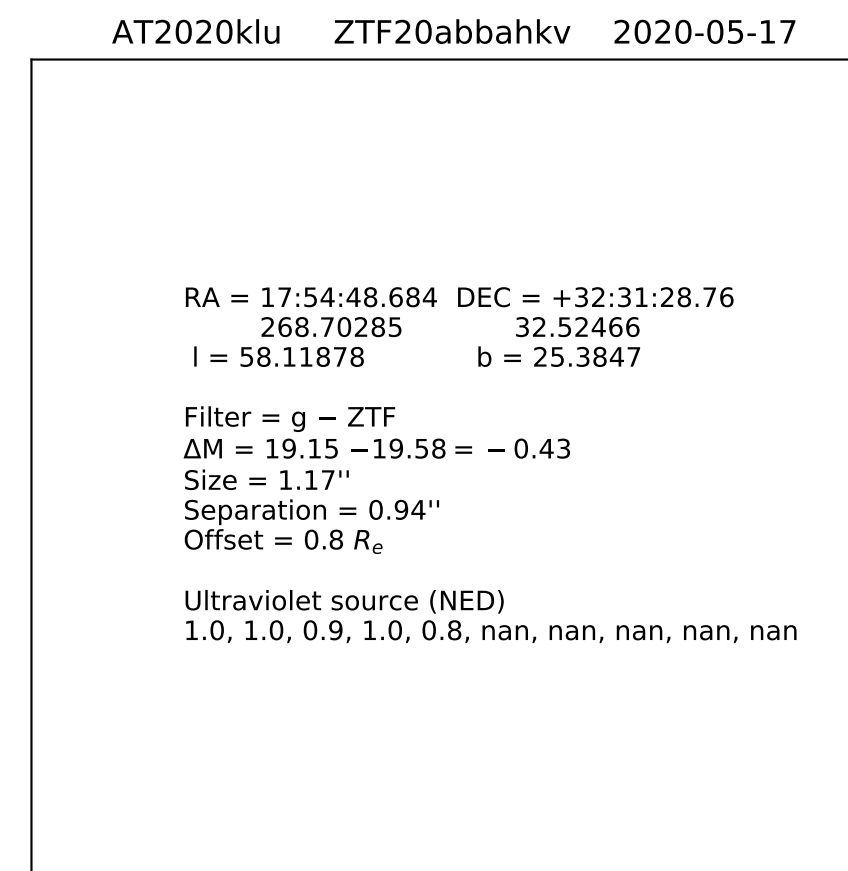 AT2020klu ZTF20abbahkv 2020-05-17
RA = 17:54:48.684 DEC = +32:31:28.76
268.70285 32.52466
l = 58.11878 b = 25.3847
Filter = g − ZTF
ΔM = 19.15 −19.58 = −0.43
Size = 1.17''
Separation = 0.94''
Offset = 0.8 Rₑ
Ultraviolet source (NED)
1.0, 1.0, 0.9, 1.0, 0.8, nan, nan, nan, nan, nan